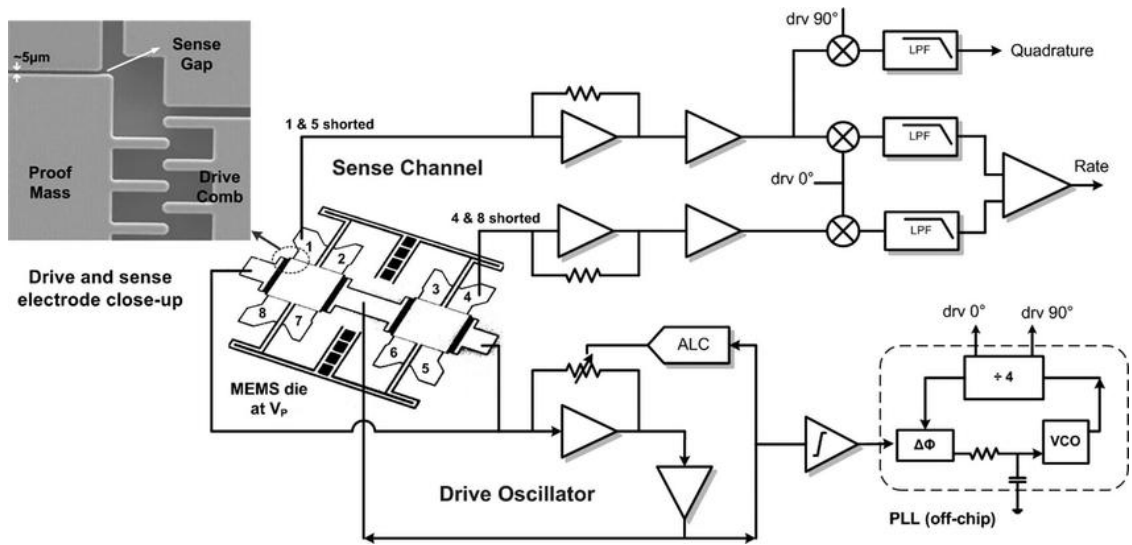 ~5µm
Sense
Gap
Proof
Mass
Drive
Comb
Drive and sense
electrode close-up
1 & 5 shorted
Sense Channel
4 & 8 shorted
1
2
3
4
8
7
6
5
MEMS die
at VP
drv 90°
LPF
Quadrature
LPF
drv 0°
Rate
LPF
ALC
Drive Oscillator
drv 0°
drv 90°
÷ 4
ΔΦ
VCO
PLL (off-chip)